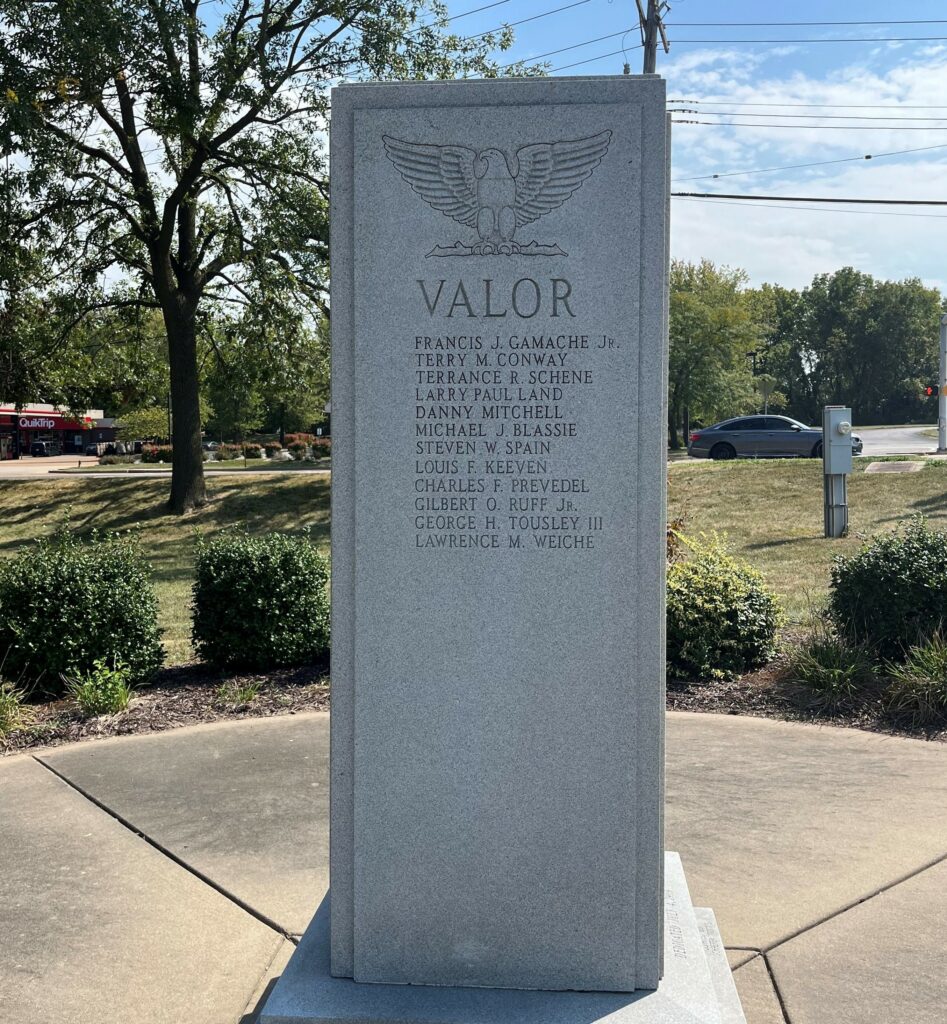 VALOR
FRANCIS J. GAMACHE JR.
TERRY M. CONWAY
TERRANCE R. SCHENE
LARRY PAUL LAND
DANNY MITCHELL
MICHAEL J. BLASSIE
STEVEN W. SPAIN
LOUIS F. KEEVEN
CHARLES F. PREVEDEL
GILBERT O. RUFF JR.
GEORGE H. TOUSLEY III
LAWRENCE M. WEICHE
QuikTrip
DEDICATED